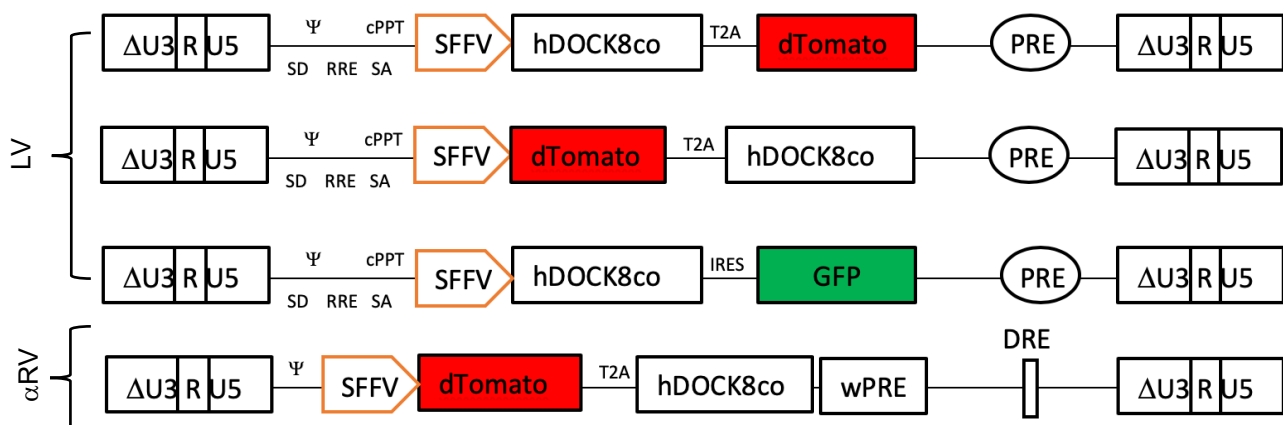 LV
ΔU3 R U5 Ψ cPPT SFFV hDOCK8co T2A dTomato PRE ΔU3 R U5
SD RRE SA
ΔU3 R U5 Ψ cPPT SFFV dTomato T2A hDOCK8co PRE ΔU3 R U5
SD RRE SA
ΔU3 R U5 Ψ cPPT SFFV hDOCK8co IRES GFP PRE ΔU3 R U5
SD RRE SA
αRV
DRE
ΔU3 R U5 Ψ SFFV dTomato T2A hDOCK8co wPRE ΔU3 R U5